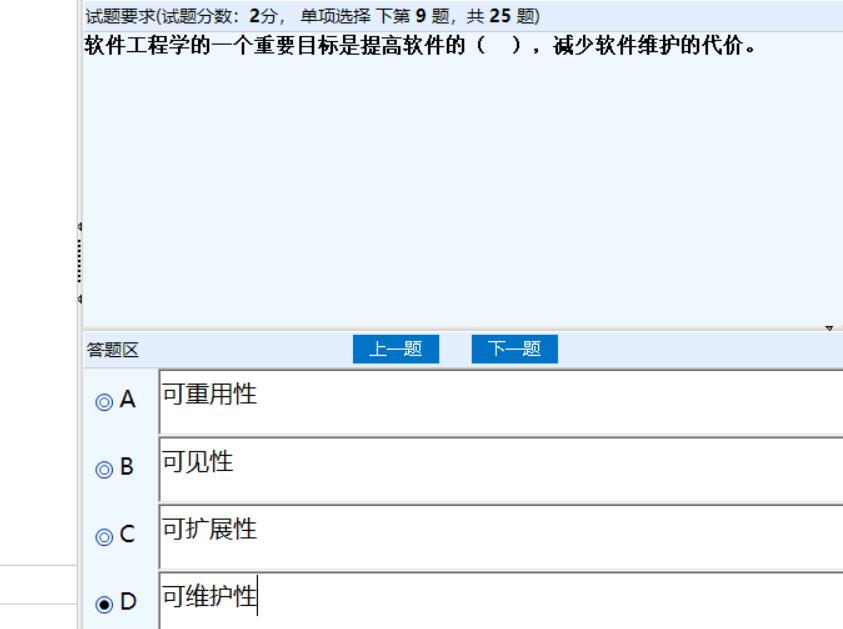 试题要求(试题分数：2分， 单项选择 下第 9 题，共 25 题)
软件工程学的一个重要目标是提高软件的（ ），减少软件维护的代价。
答题区 上一题 下一题
A 可重用性
B 可见性
C 可扩展性
D 可维护性